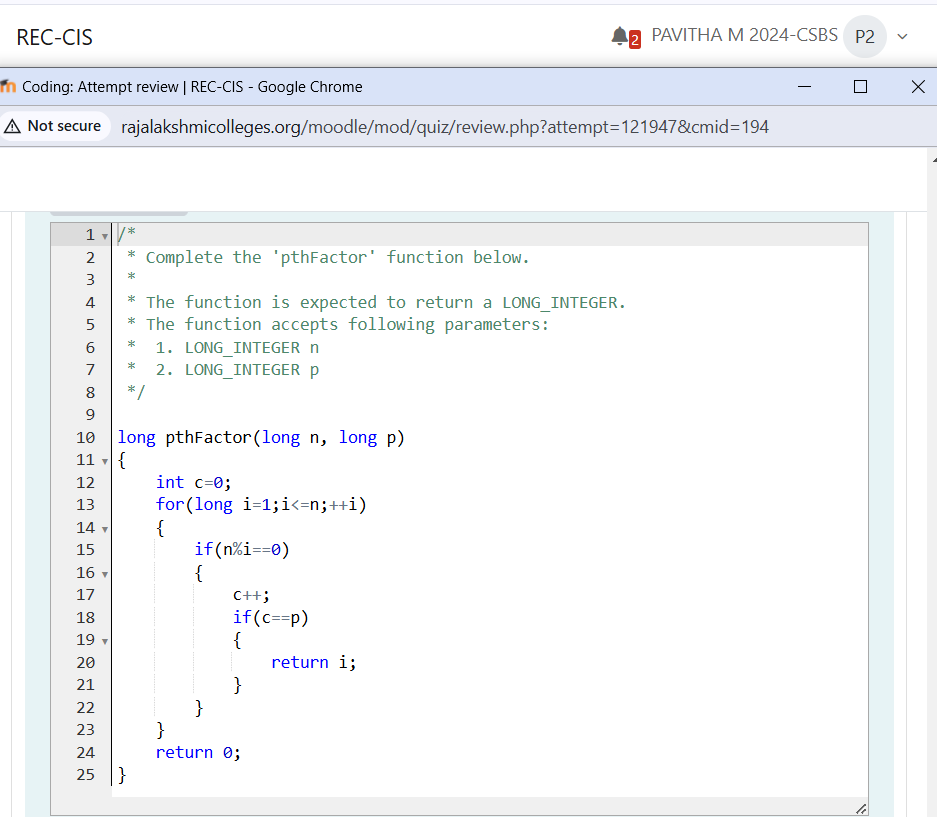 REC-CIS
2 PAVITHA M 2024-CSBS P2
Coding: Attempt review | REC-CIS - Google Chrome
Not secure rajalakshmicolleges.org/moodle/mod/quiz/review.php?attempt=121947&cmid=194
1 /*
2  * Complete the 'pthFactor' function below.
3  *
4  * The function is expected to return a LONG_INTEGER.
5  * The function accepts following parameters:
6  *  1. LONG_INTEGER n
7  *  2. LONG_INTEGER p
8  */
9
10 long pthFactor(long n, long p)
11 {
12     int c=0;
13     for(long i=1;i<=n;++i)
14     {
15         if(n%i==0)
16         {
17             c++;
18             if(c==p)
19             {
20                 return i;
21             }
22         }
23     }
24     return 0;
25 }